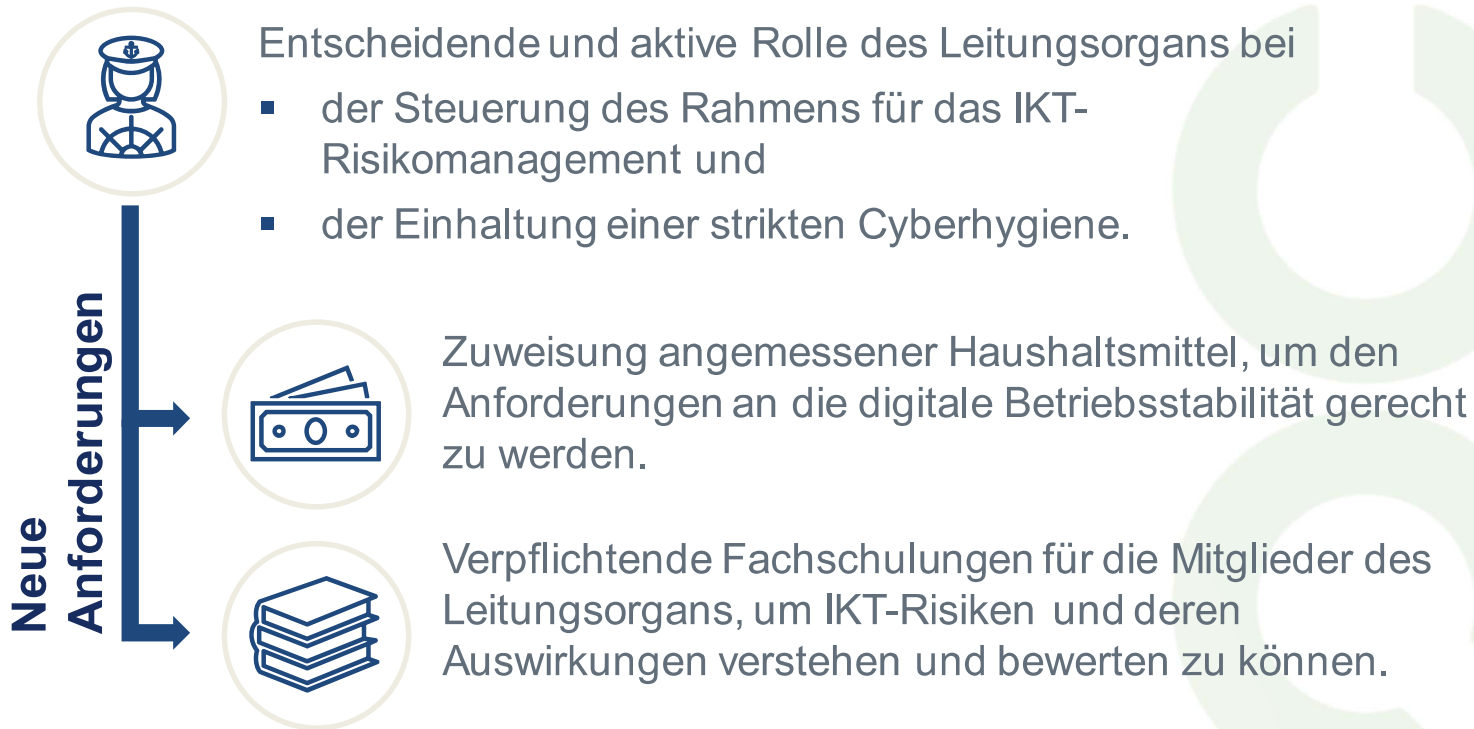 Entscheidende und aktive Rolle des Leitungsorgans bei
▪ der Steuerung des Rahmens für das IKT-
Risikomanagement und
▪ der Einhaltung einer strikten Cyberhygiene.
Neue
Anforderungen
Zuweisung angemessener Haushaltsmittel, um den
Anforderungen an die digitale Betriebsstabilität gerecht
zu werden.
Verpflichtende Fachschulungen für die Mitglieder des
Leitungsorgans, um IKT-Risiken und deren
Auswirkungen verstehen und bewerten zu können.